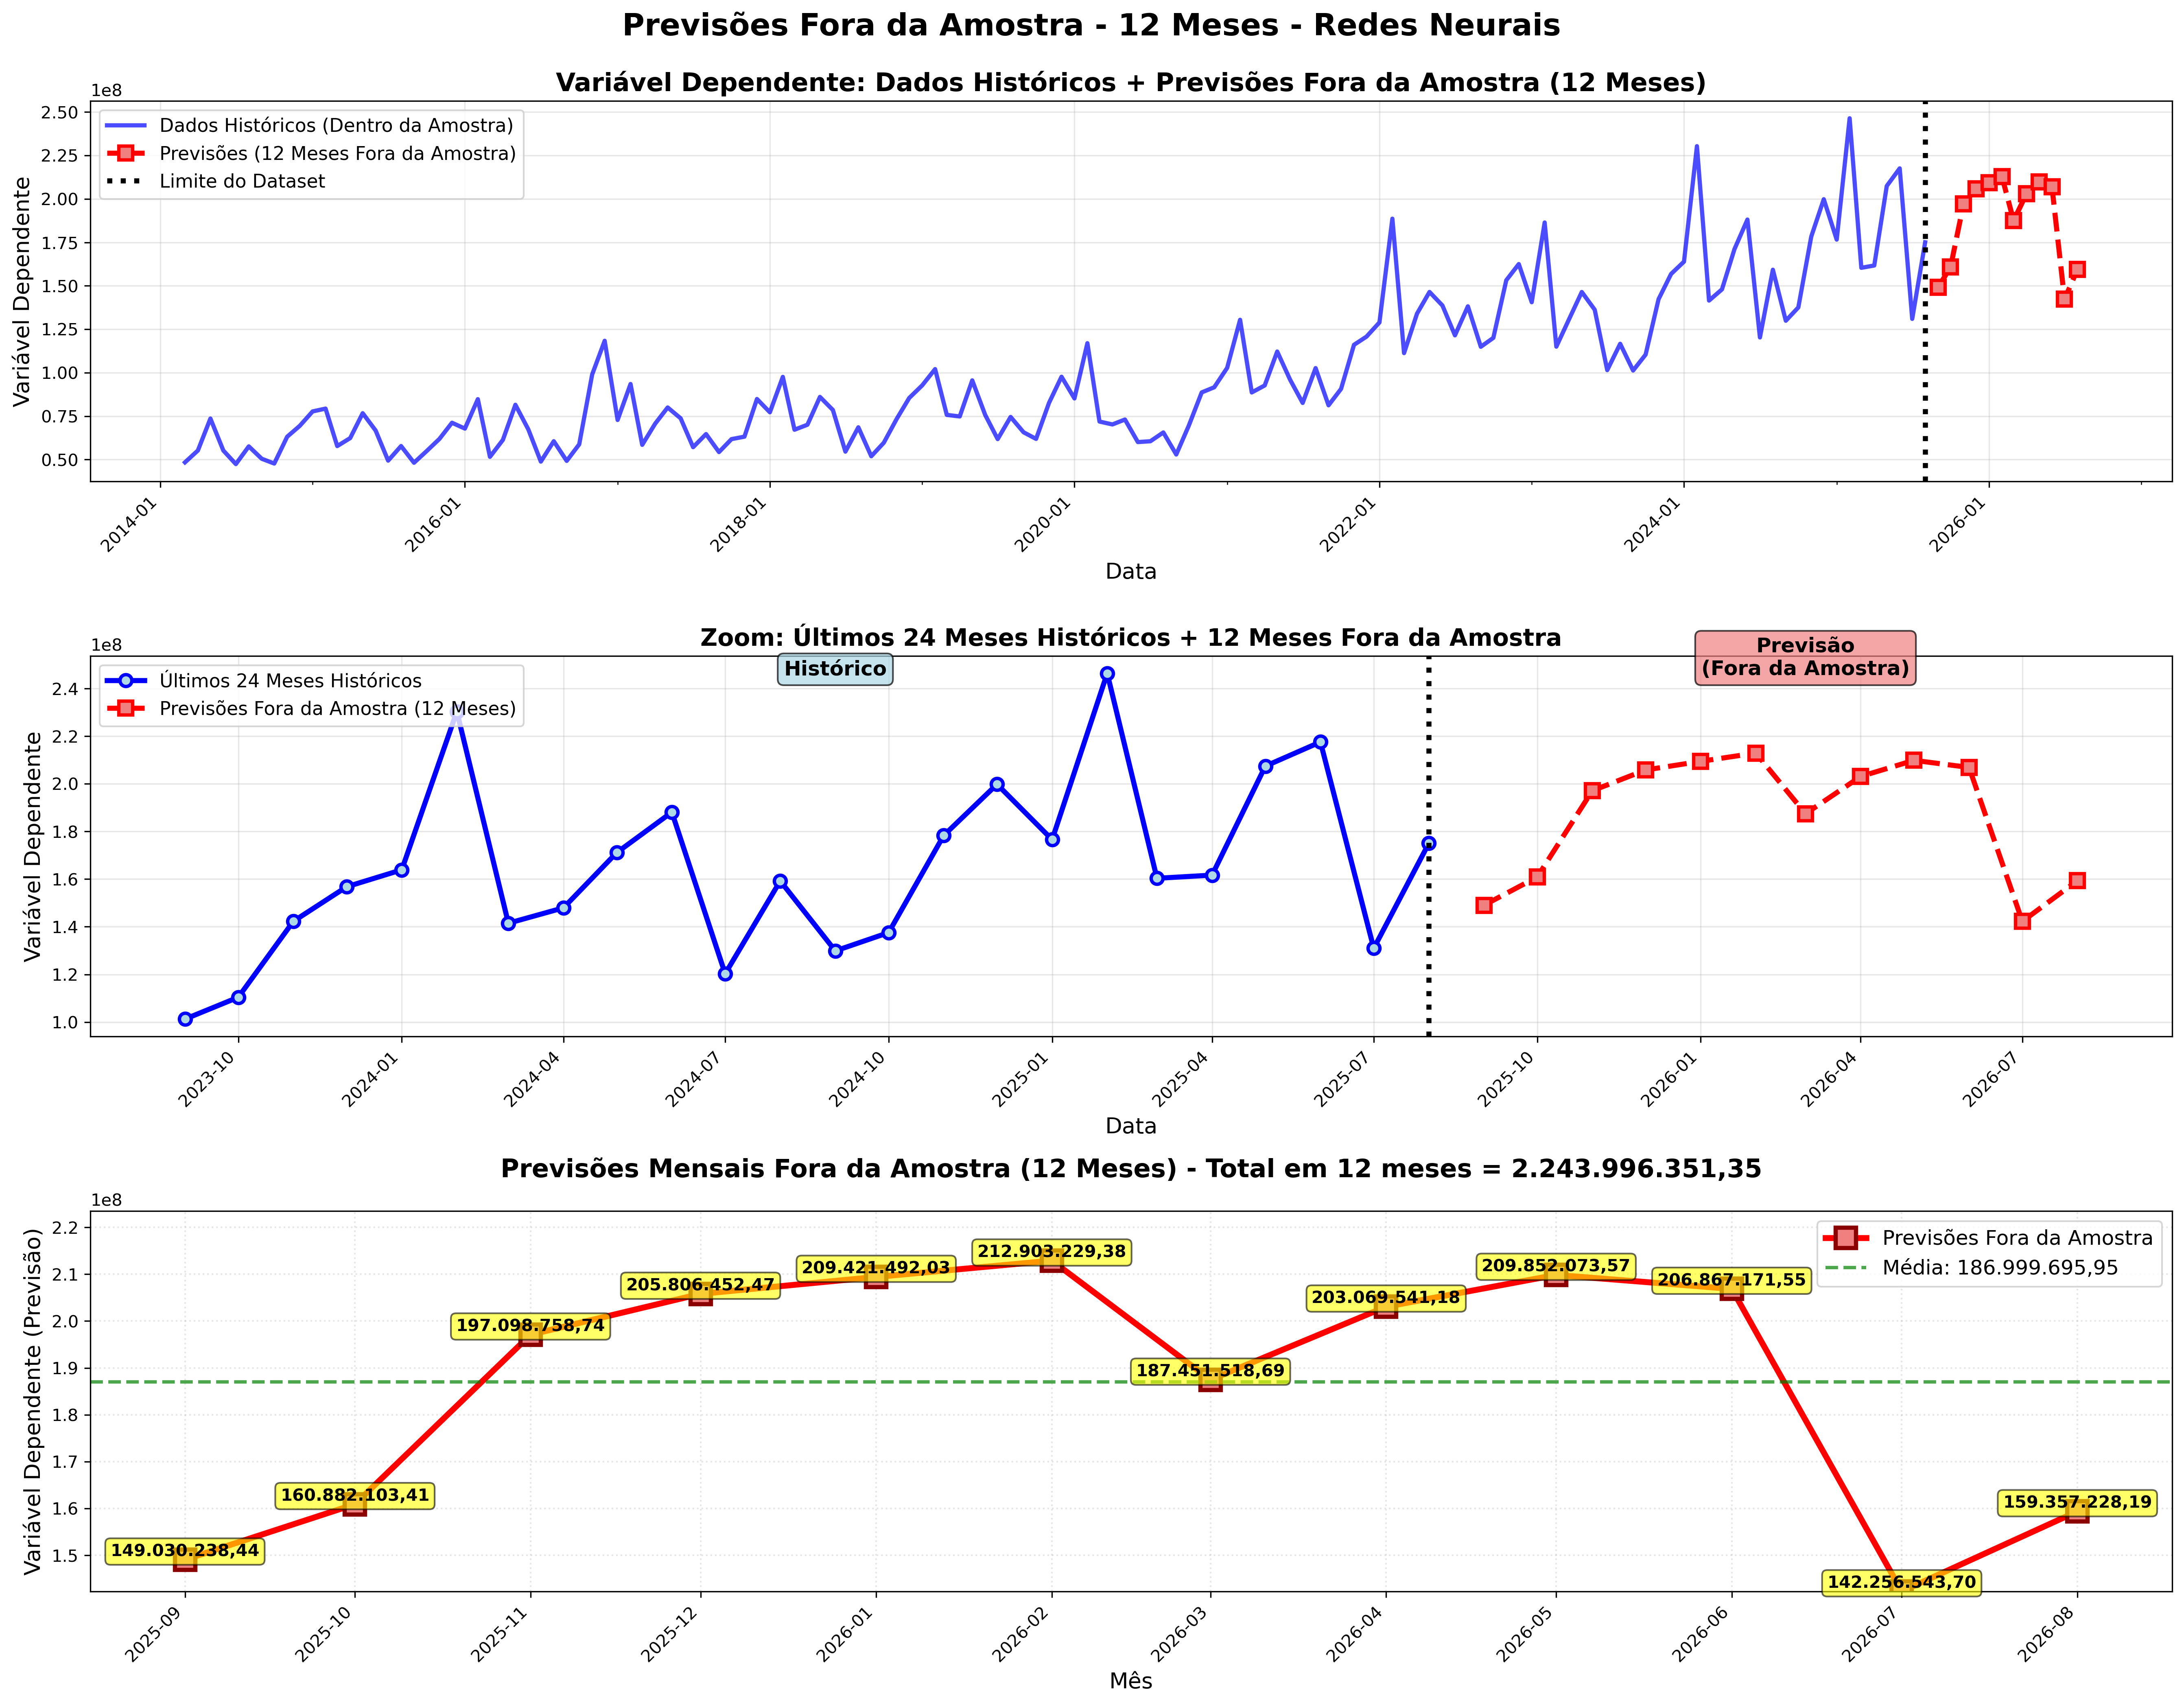 Previsões Fora da Amostra - 12 Meses - Redes Neurais
Variável Dependente: Dados Históricos + Previsões Fora da Amostra (12 Meses)
1e8
Variável Dependente
2.50
2.25
2.00
1.75
1.50
1.25
1.00
0.75
0.50
Dados Históricos (Dentro da Amostra)
Previsões (12 Meses Fora da Amostra)
Limite do Dataset
2014-01
2016-01
2018-01
2020-01
2022-01
2024-01
2026-01
Data
Zoom: Últimos 24 Meses Históricos + 12 Meses Fora da Amostra
1e8
Variável Dependente
2.4
2.2
2.0
1.8
1.6
1.4
1.2
1.0
Últimos 24 Meses Históricos
Previsões Fora da Amostra (12 Meses)
Histórico
Previsão
(Fora da Amostra)
2023-10
2024-01
2024-04
2024-07
2024-10
2025-01
2025-04
2025-07
2025-10
2026-01
2026-04
2026-07
Data
Previsões Mensais Fora da Amostra (12 Meses) - Total em 12 meses = 2.243.996.351,35
1e8
Variável Dependente (Previsão)
2.2
2.1
2.0
1.9
1.8
1.7
1.6
1.5
Previsões Fora da Amostra
Média: 186.999.695,95
149.030.238,44
160.882.103,41
197.098.758,74
205.806.452,47
209.421.492,03
212.903.229,38
187.451.518,69
203.069.541,18
209.852.073,57
206.867.171,55
142.256.543,70
159.357.228,19
2025-09
2025-10
2025-11
2025-12
2026-01
2026-02
2026-03
2026-04
2026-05
2026-06
2026-07
2026-08
Mês